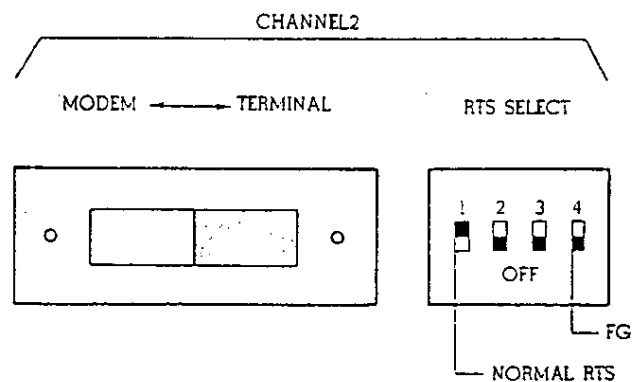 CHANNEL2
MODEM ⟷ TERMINAL
RTS SELECT
1 2 3 4
OFF
FG
NORMAL RTS